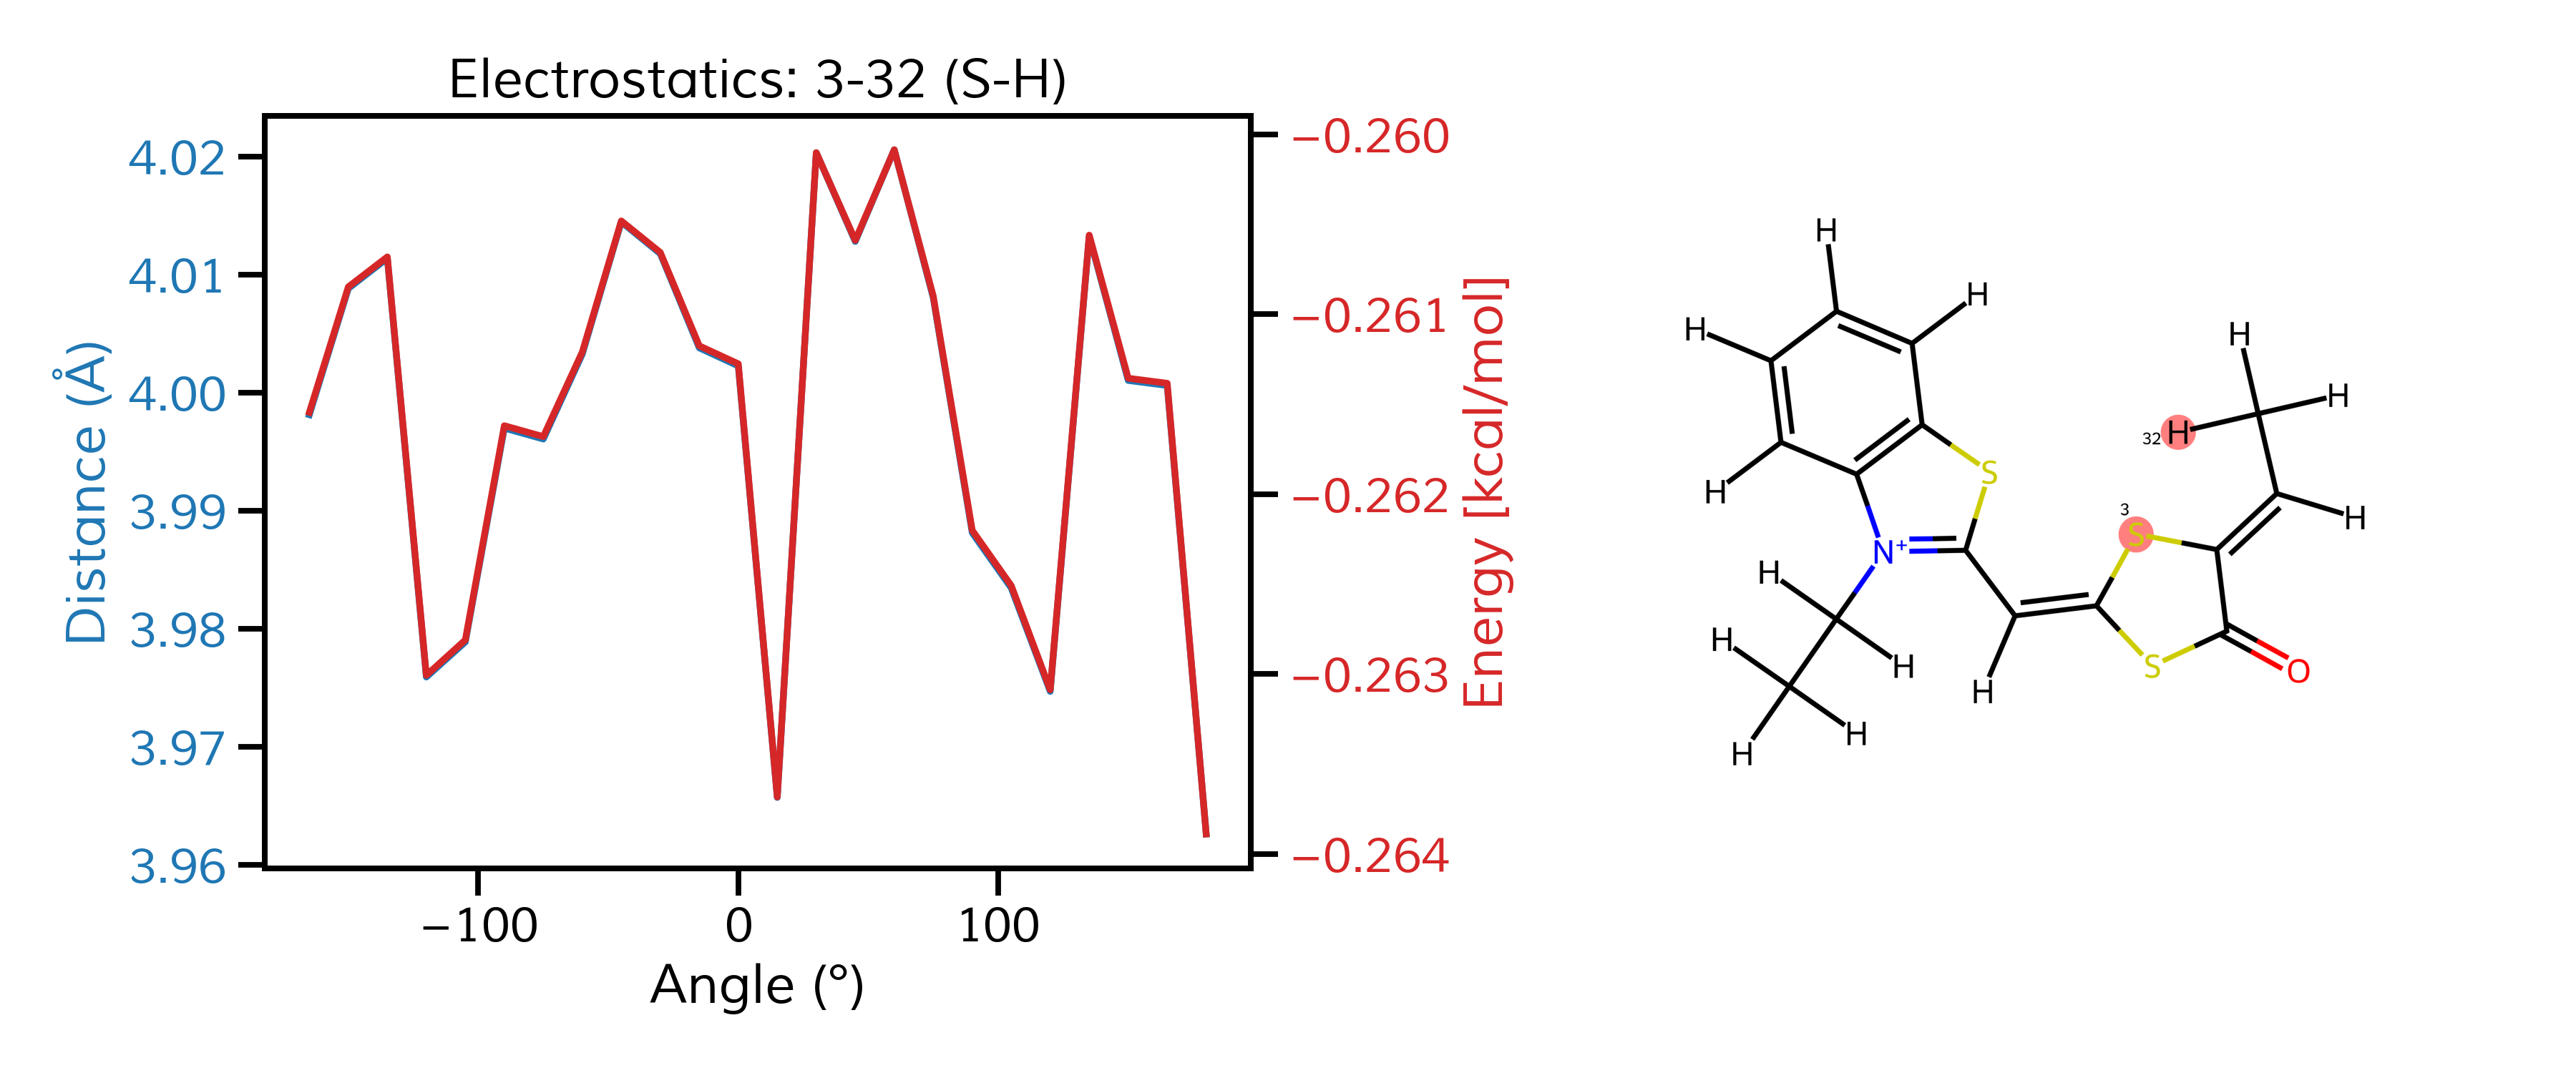 Electrostatics: 3-32 (S-H)
4.02
4.01
4.00
3.99
3.98
3.97
3.96
Distance (Å)
−0.260
−0.261
−0.262
−0.263
−0.264
Energy [kcal/mol]
−100 0 100
Angle (°)
H
H
H
H
H
H
32 H
S
H
3
H
S
N+
H
H
H
S
O
H
H
H